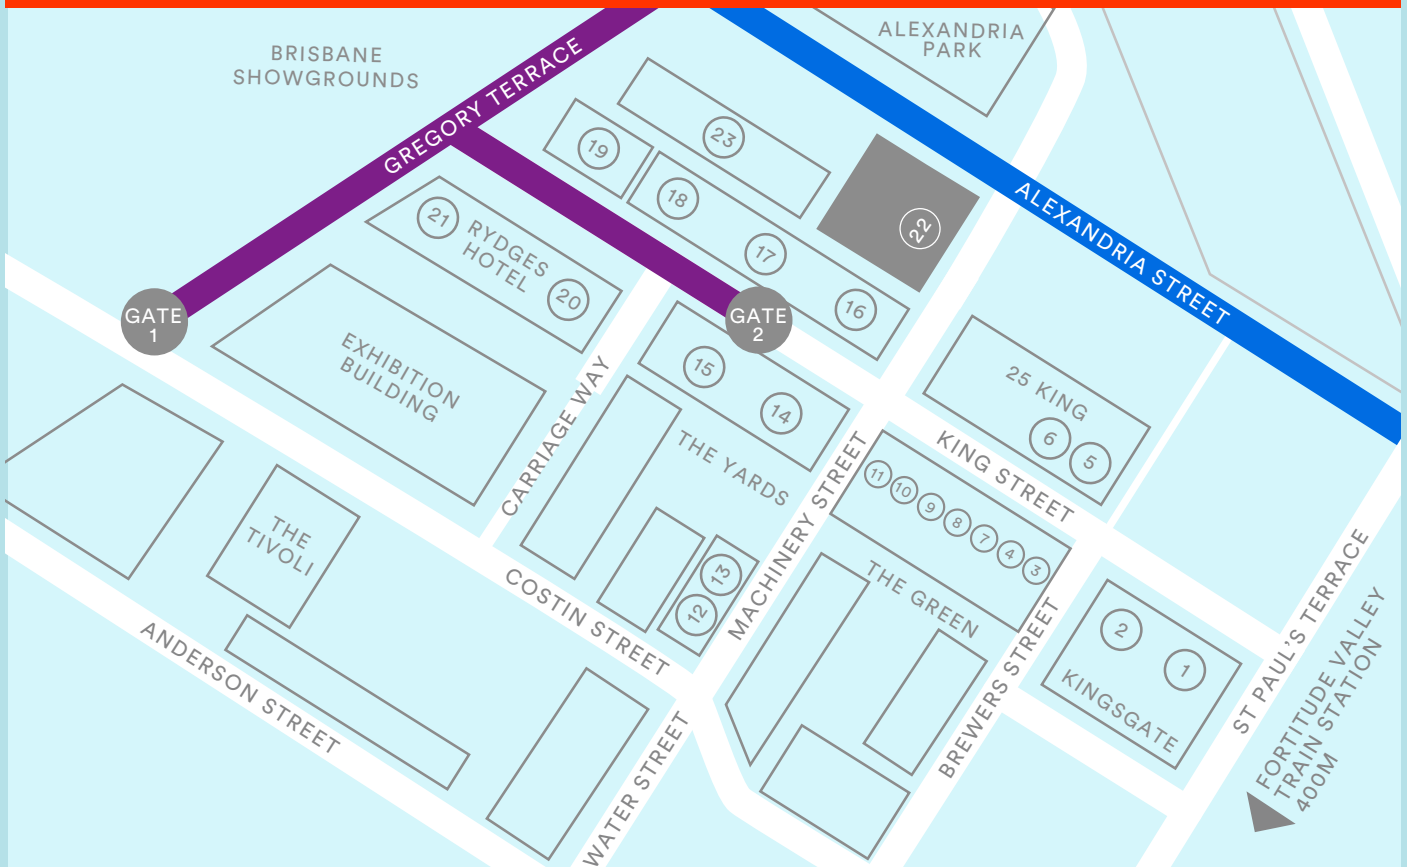 BRISBANE
SHOWGROUNDS
GREGORY TERRACE
ALEXANDRIA
PARK
23
19
18
22
17
16
ALEXANDRIA STREET
21
RYDGES
HOTEL
20
GATE
1
GATE
2
EXHIBITION
BUILDING
15
14
CARRIAGE WAY
THE YARDS
25 KING
6
5
KING STREET
MACHINERY STREET
11
10
9
8
7
4
3
THE
TIVOLI
13
12
THE GREEN
COSTIN STREET
2
1
KINGSGATE
BREWERS STREET
ST PAUL'S TERRACE
FORTITUDE VALLEY
TRAIN STATION
400M
ANDERSON STREET
WATER STREET